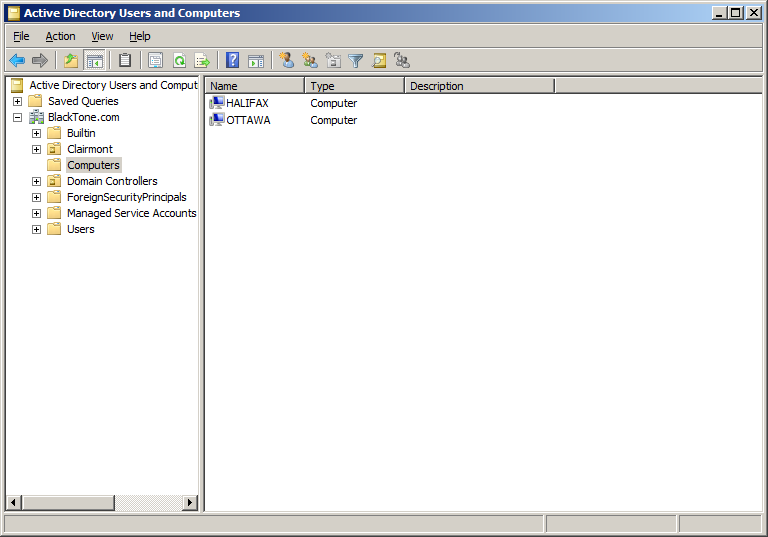 Active Directory Users and Computers
File Action View Help
Active Directory Users and Comput
Saved Queries
BlackTone.com
Builtin
Clairmont
Computers
Domain Controllers
ForeignSecurityPrincipals
Managed Service Accounts
Users
Name Type Description
HALIFAX Computer
OTTAWA Computer